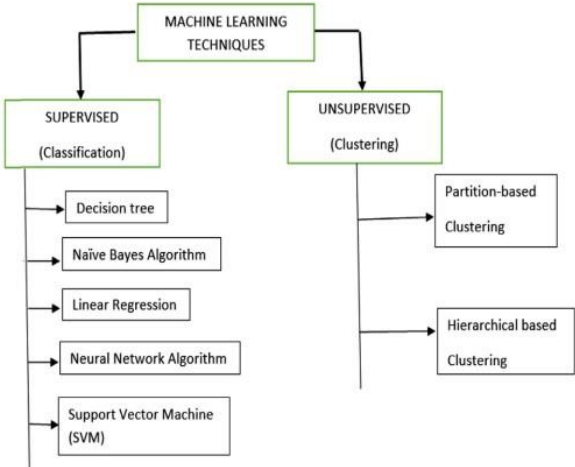 MACHINE LEARNING
TECHNIQUES
SUPERVISED
(Classification)
Decision tree
Naïve Bayes Algorithm
Linear Regression
Neural Network Algorithm
Support Vector Machine
(SVM)
UNSUPERVISED
(Clustering)
Partition-based
Clustering
Hierarchical based
Clustering